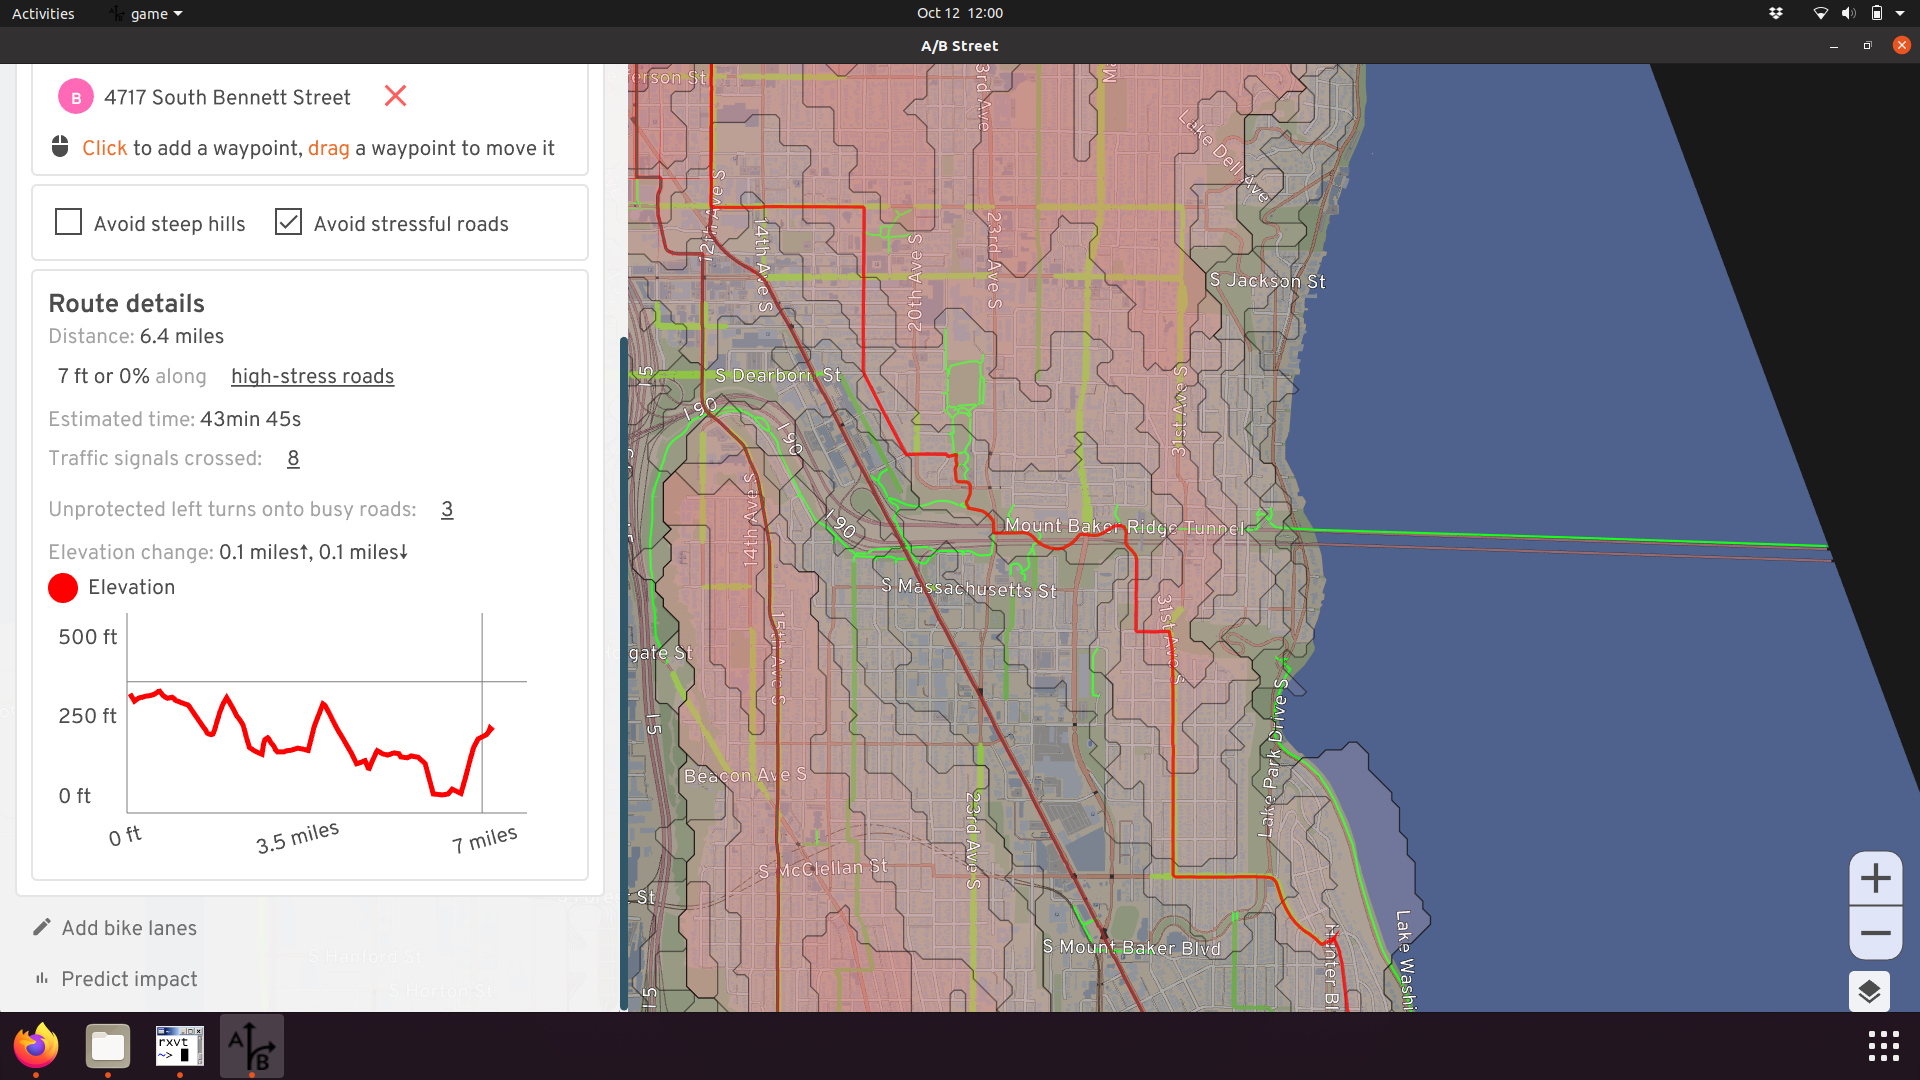 Activities
game
Oct 12 12:00
A/B Street
B
4717 South Bennett Street
Click to add a waypoint, drag a waypoint to move it
Avoid steep hills
Avoid stressful roads
Route details
Distance: 6.4 miles
7 ft or 0% along high-stress roads
Estimated time: 43min 45s
Traffic signals crossed: 8
Unprotected left turns onto busy roads: 3
Elevation change: 0.1 miles↑, 0.1 miles↓
Elevation
500 ft
250 ft
0 ft
0 ft
3.5 miles
7 miles
Add bike lanes
Predict impact
S Hanford St
S Horton St
erson St
3rd Ave
Ma
Lake Dell Ave
12th Ave S
14th Ave S
20th Ave S
23rd Ave S
S Jackson St
I 5
S Dearborn St
31st Ave S
I 90
I 90
I 90
14th Ave S
Mount Baker Ridge Tunnel
S Massachusetts St
31st Ave S
15th Ave S
gate St
I 5
Lake Park Drive S
Beacon Ave S
23rd Ave S
S McClellan St
St
S Mount Baker Blvd
Hunter Bl
Lake Washi
I 5
rxvt
~>
A
B